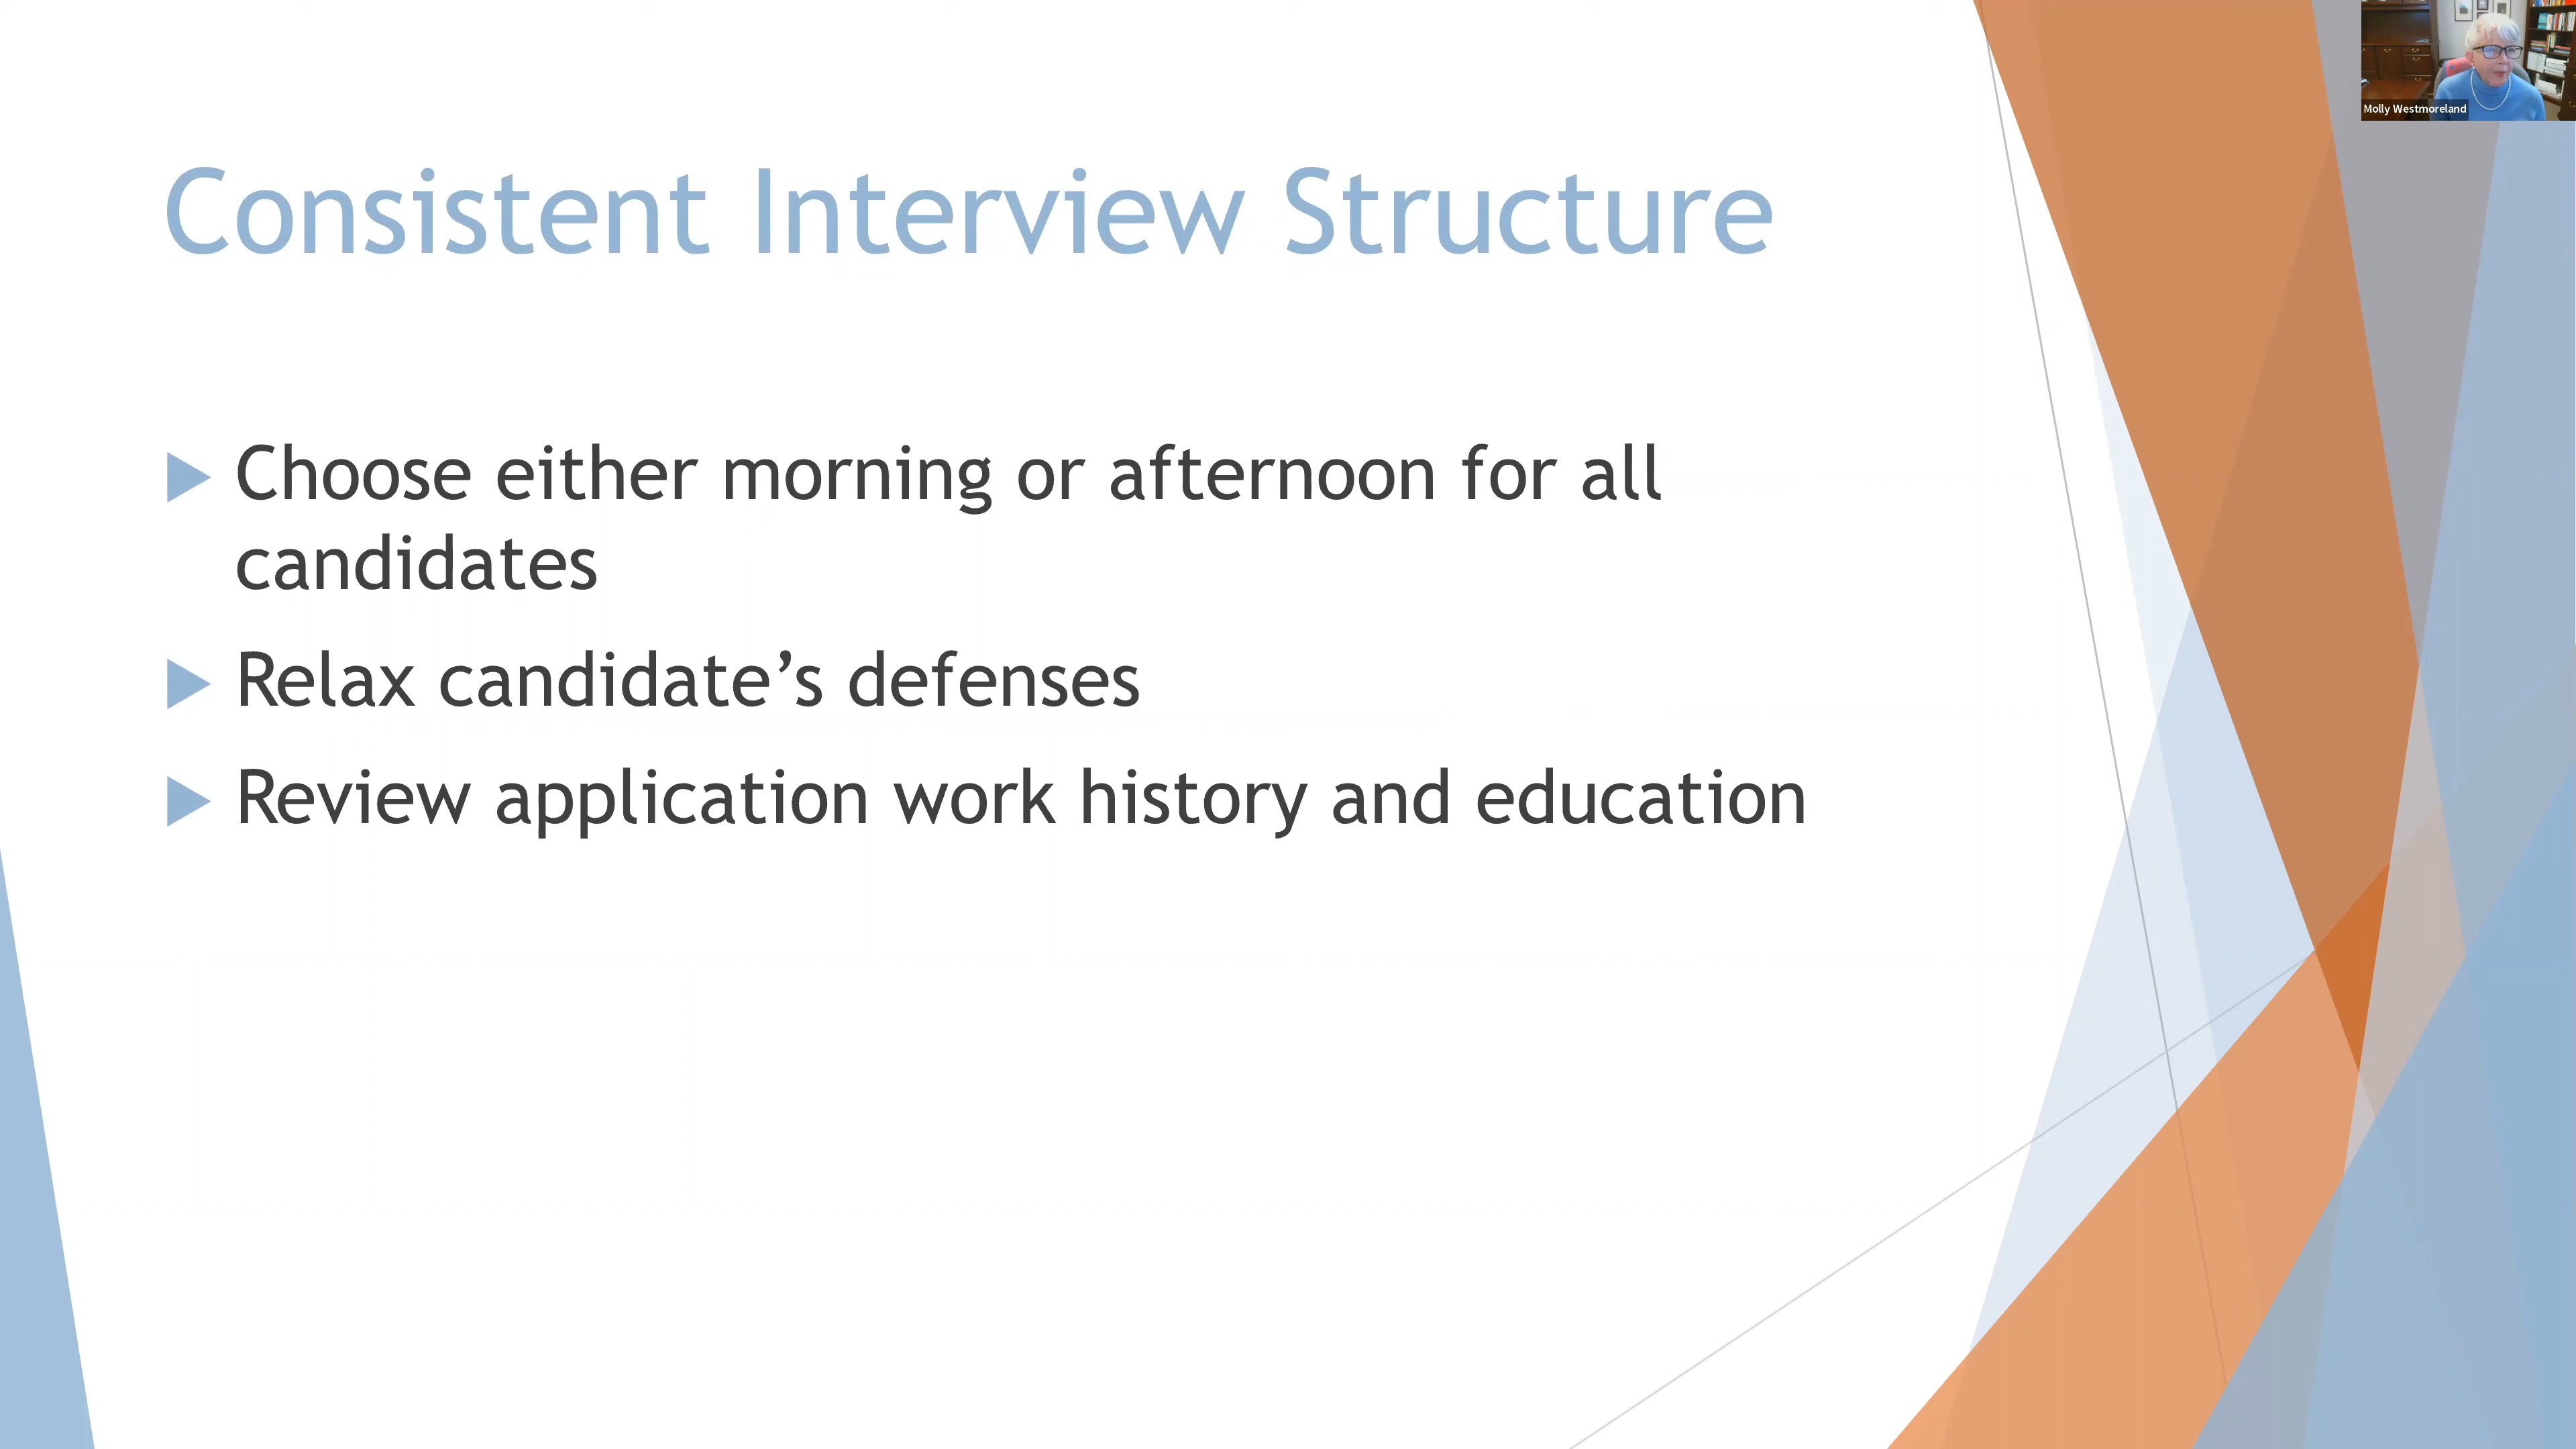 Molly Westmoreland
Consistent Interview Structure
Choose either morning or afternoon for all
candidates
Relax candidate’s defenses
Review application work history and education